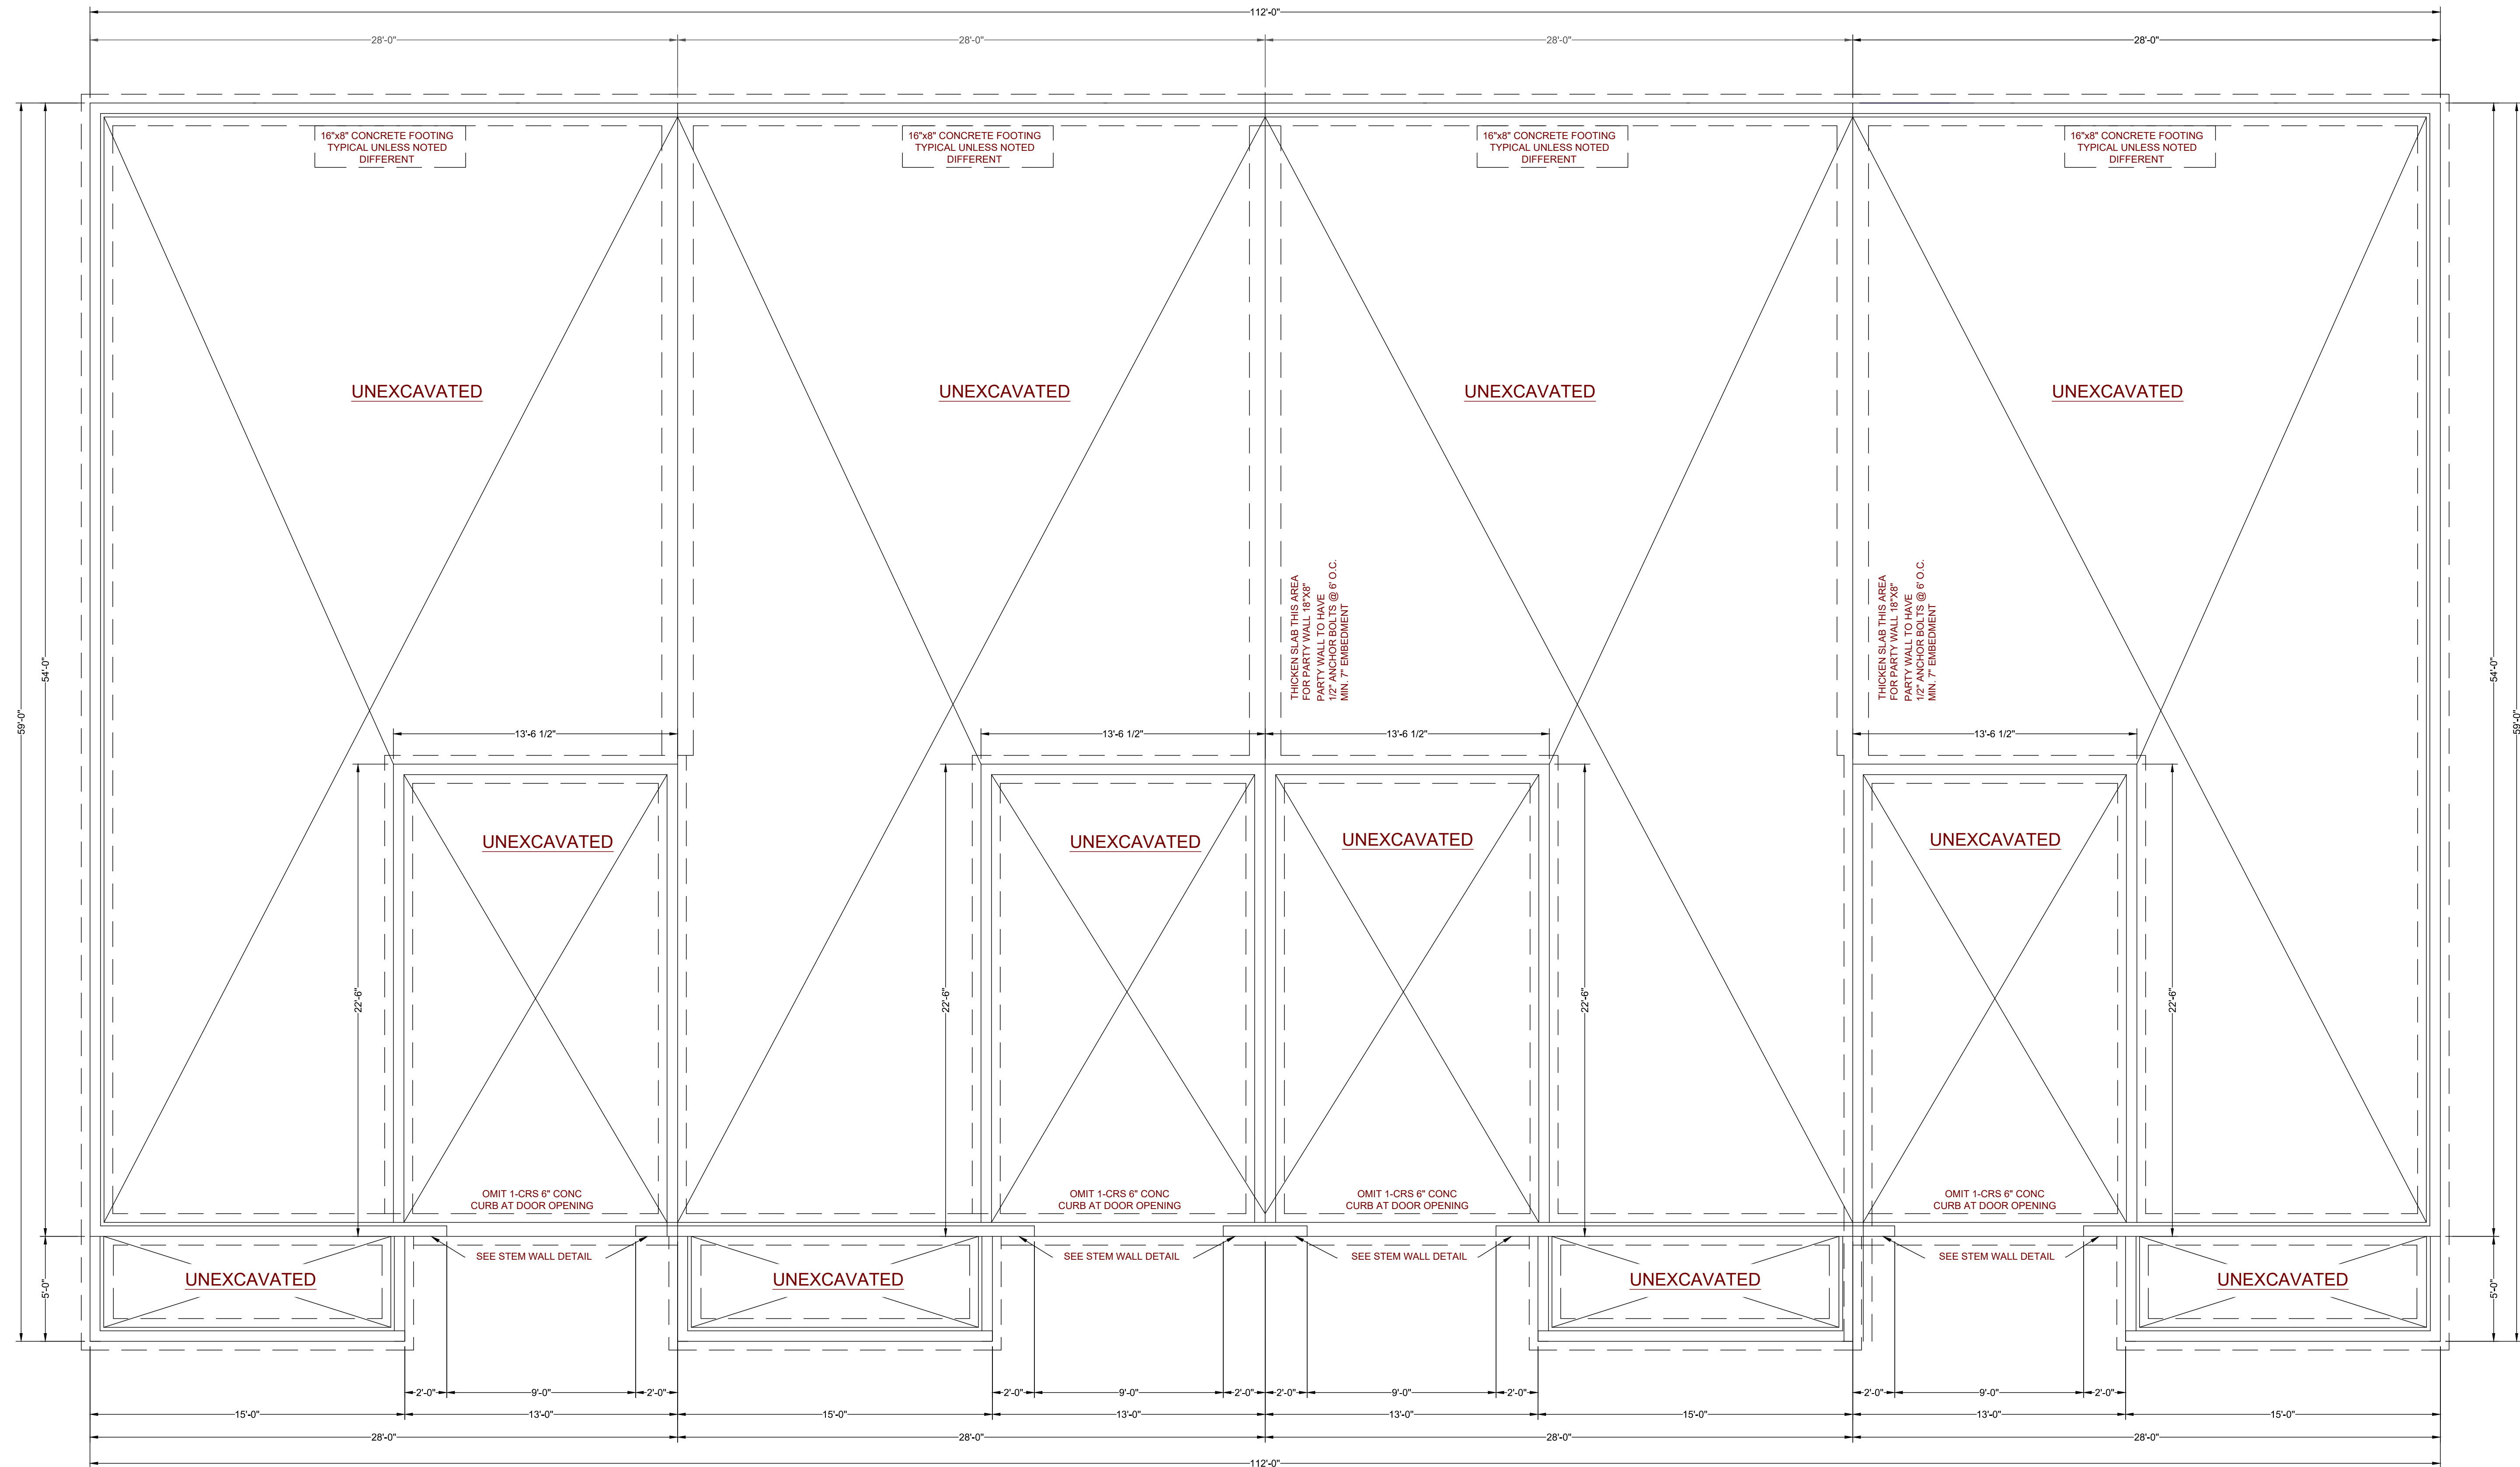 112'-0"
28'-0"
28'-0"
28'-0"
28'-0"
16"x8" CONCRETE FOOTING
TYPICAL UNLESS NOTED
DIFFERENT
16"x8" CONCRETE FOOTING
TYPICAL UNLESS NOTED
DIFFERENT
16"x8" CONCRETE FOOTING
TYPICAL UNLESS NOTED
DIFFERENT
16"x8" CONCRETE FOOTING
TYPICAL UNLESS NOTED
DIFFERENT
UNEXCAVATED
UNEXCAVATED
UNEXCAVATED
UNEXCAVATED
THICKEN SLAB THIS AREA
FOR PARTY WALL 18"X8"
PARTY WALL TO HAVE
1/2" ANCHOR BOLTS @ 6' O.C.
MIN. 7" EMBEDMENT
THICKEN SLAB THIS AREA
FOR PARTY WALL 18"X8"
PARTY WALL TO HAVE
1/2" ANCHOR BOLTS @ 6' O.C.
MIN. 7" EMBEDMENT
59'-0"
54'-0"
54'-0"
59'-0"
13'-6 1/2"
13'-6 1/2"
13'-6 1/2"
13'-6 1/2"
UNEXCAVATED
UNEXCAVATED
UNEXCAVATED
UNEXCAVATED
22'-6"
22'-6"
22'-6"
22'-6"
OMIT 1-CRS 6" CONC
CURB AT DOOR OPENING
OMIT 1-CRS 6" CONC
CURB AT DOOR OPENING
OMIT 1-CRS 6" CONC
CURB AT DOOR OPENING
OMIT 1-CRS 6" CONC
CURB AT DOOR OPENING
SEE STEM WALL DETAIL
SEE STEM WALL DETAIL
SEE STEM WALL DETAIL
SEE STEM WALL DETAIL
5'-0"
UNEXCAVATED
UNEXCAVATED
UNEXCAVATED
UNEXCAVATED
5'-0"
2'-0"
9'-0"
2'-0"
2'-0"
9'-0"
2'-0"
2'-0"
9'-0"
2'-0"
2'-0"
9'-0"
2'-0"
15'-0"
13'-0"
15'-0"
13'-0"
13'-0"
15'-0"
13'-0"
15'-0"
28'-0"
28'-0"
28'-0"
28'-0"
112'-0"